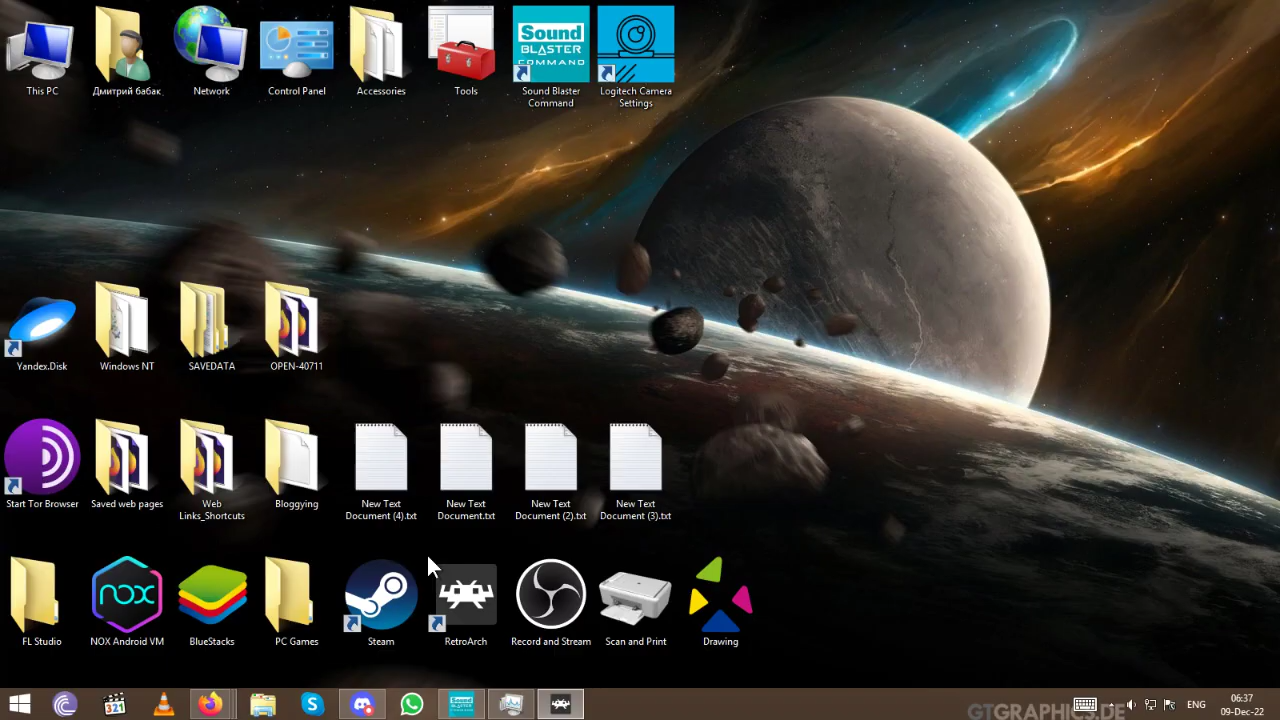 Sound
BLASTER
COMMAND
This PC
Дмитрий бабак
Network
Control Panel
Accessories
Tools
Sound Blaster
Command
Logitech Camera
Settings
Yandex.Disk
Windows NT
SAVEDATA
OPEN-40711
Start Tor Browser
Saved web pages
Web
Links_Shortcuts
Bloggying
New Text
Document (4).txt
New Text
Document.txt
New Text
Document (2).txt
New Text
Document (3).txt
nox
FL Studio
NOX Android VM
BlueStacks
PC Games
Steam
RetroArch
Record and Stream
Scan and Print
Drawing
321
Sound
ENG
06:37
09-Dec-22
GTGRAPHICS.DE